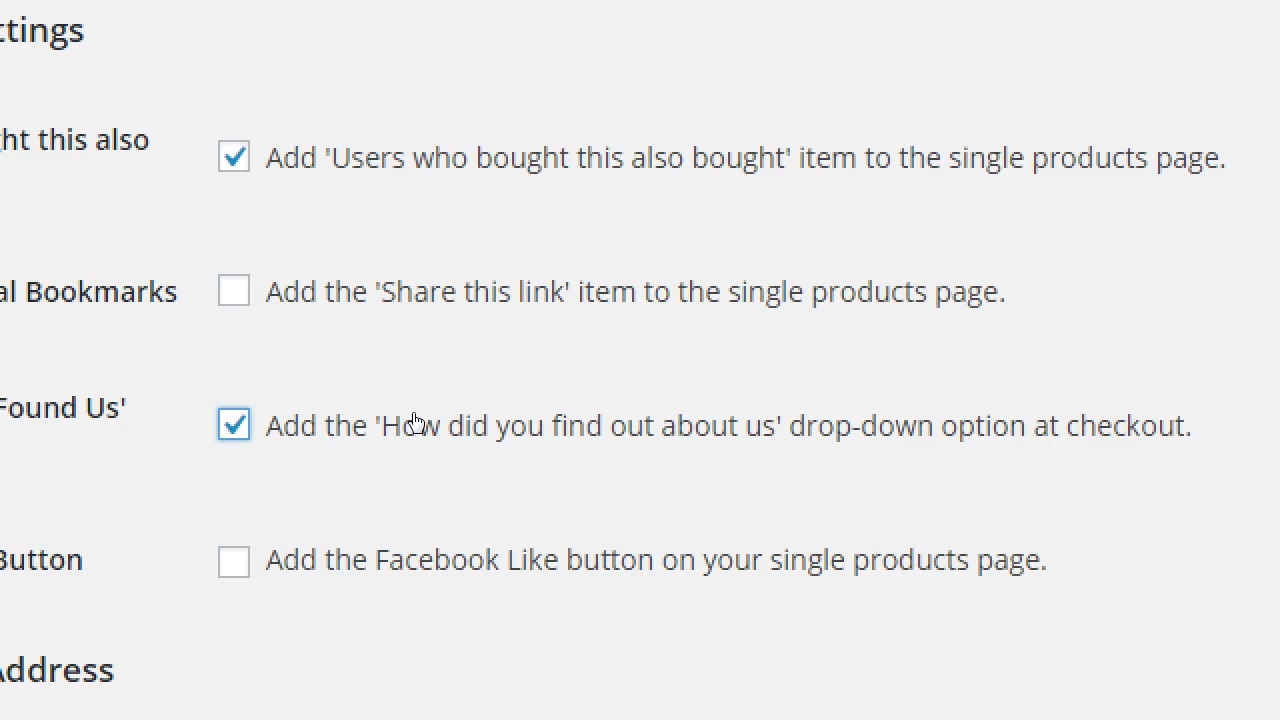 ttings
ht this also
Add 'Users who bought this also bought' item to the single products page.
al Bookmarks
Add the 'Share this link' item to the single products page.
Found Us'
Add the 'How did you find out about us' drop-down option at checkout.
Button
Add the Facebook Like button on your single products page.
Address